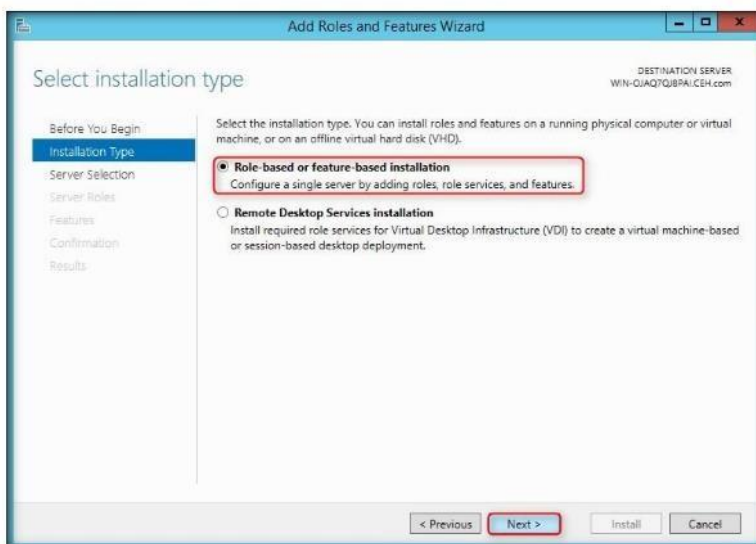 Add Roles and Features Wizard
Select installation type
DESTINATION SERVER
WIN-OJAQ7QJBPAI.CEH.com
Before You Begin
Installation Type
Server Selection
Server Roles
Features
Confirmation
Results
Select the installation type. You can install roles and features on a running physical computer or virtual
machine, or on an offline virtual hard disk (VHD).
Role-based or feature-based installation
Configure a single server by adding roles, role services, and features.
Remote Desktop Services installation
Install required role services for Virtual Desktop Infrastructure (VDI) to create a virtual machine-based
or session-based desktop deployment.
< Previous Next > Install Cancel